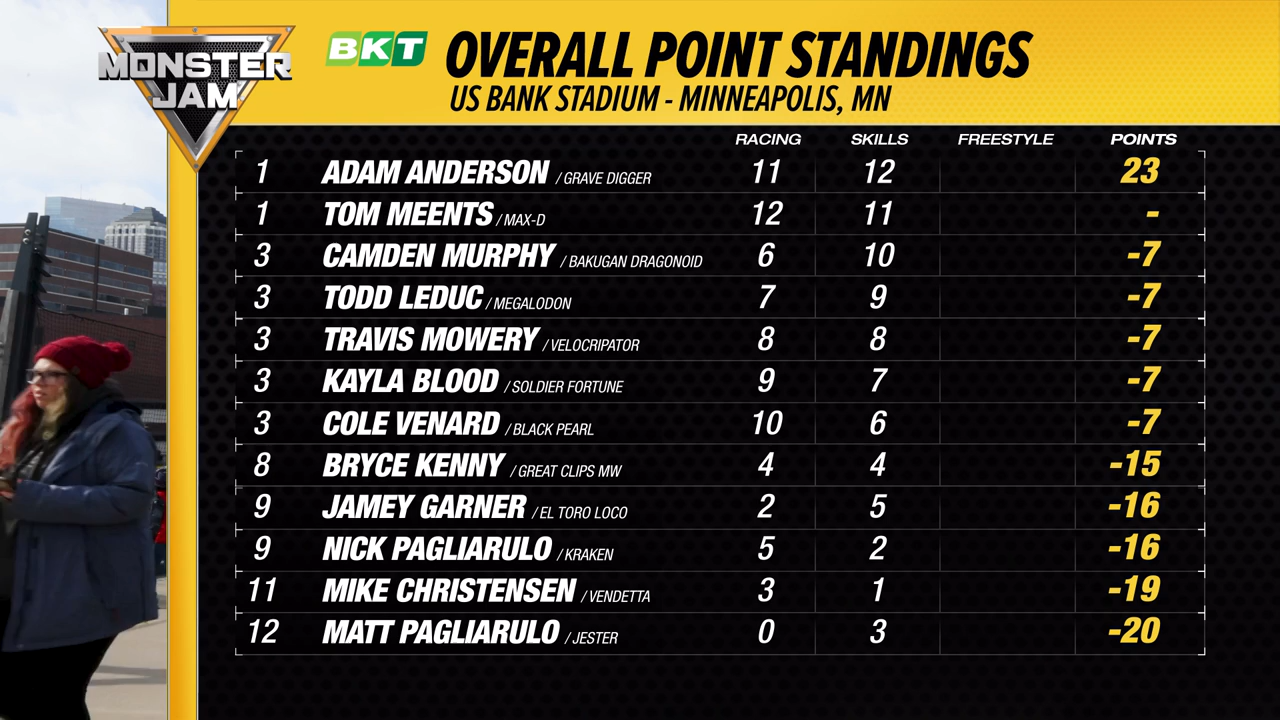 MONSTER JAM
BKT OVERALL POINT STANDINGS
US BANK STADIUM - MINNEAPOLIS, MN
RACING SKILLS FREESTYLE POINTS
1 ADAM ANDERSON / GRAVE DIGGER 11 12 23
1 TOM MEENTS / MAX-D 12 11 -
3 CAMDEN MURPHY / BAKUGAN DRAGONOID 6 10 -7
3 TODD LEDUC / MEGALODON 7 9 -7
3 TRAVIS MOWERY / VELOCRIPATOR 8 8 -7
3 KAYLA BLOOD / SOLDIER FORTUNE 9 7 -7
3 COLE VENARD / BLACK PEARL 10 6 -7
8 BRYCE KENNY / GREAT CLIPS MW 4 4 -15
9 JAMEY GARNER / EL TORO LOCO 2 5 -16
9 NICK PAGLIARULO / KRAKEN 5 2 -16
11 MIKE CHRISTENSEN / VENDETTA 3 1 -19
12 MATT PAGLIARULO / JESTER 0 3 -20